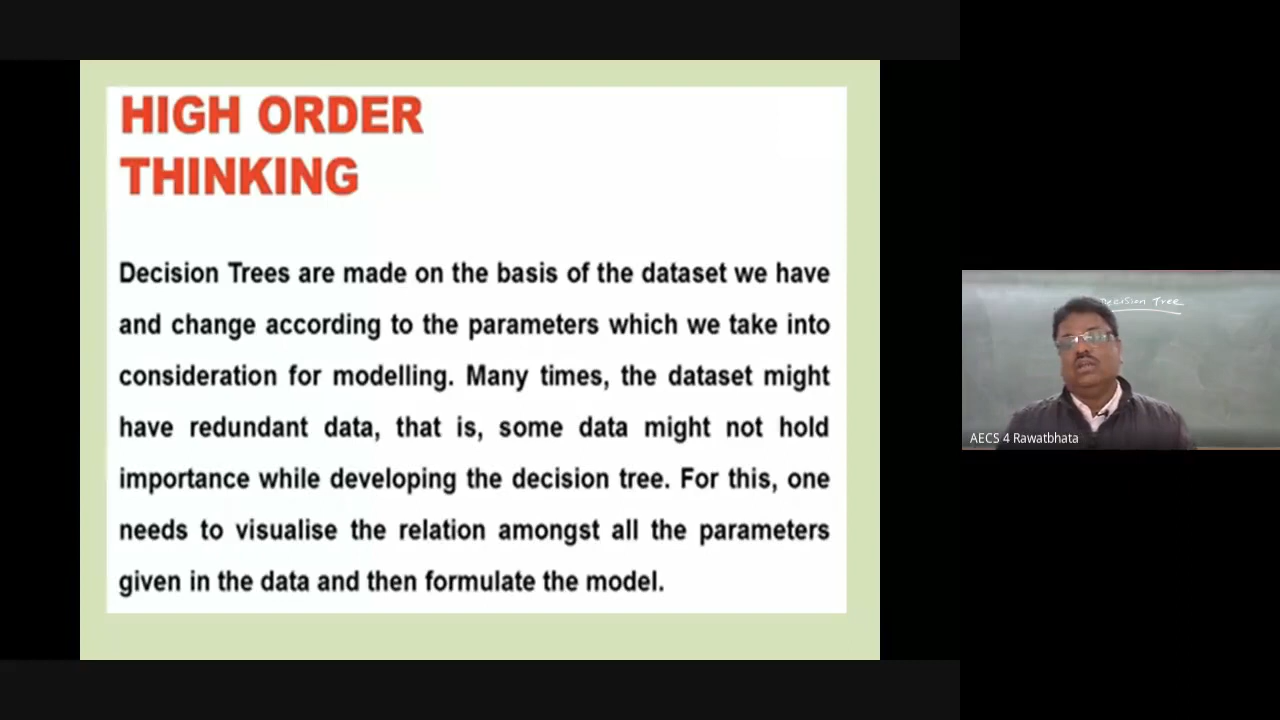 HIGH ORDER
THINKING
Decision Trees are made on the basis of the dataset we have
and change according to the parameters which we take into
consideration for modelling. Many times, the dataset might
have redundant data, that is, some data might not hold
importance while developing the decision tree. For this, one
needs to visualise the relation amongst all the parameters
given in the data and then formulate the model.
Decision Tree
AECS 4 Rawatbhata